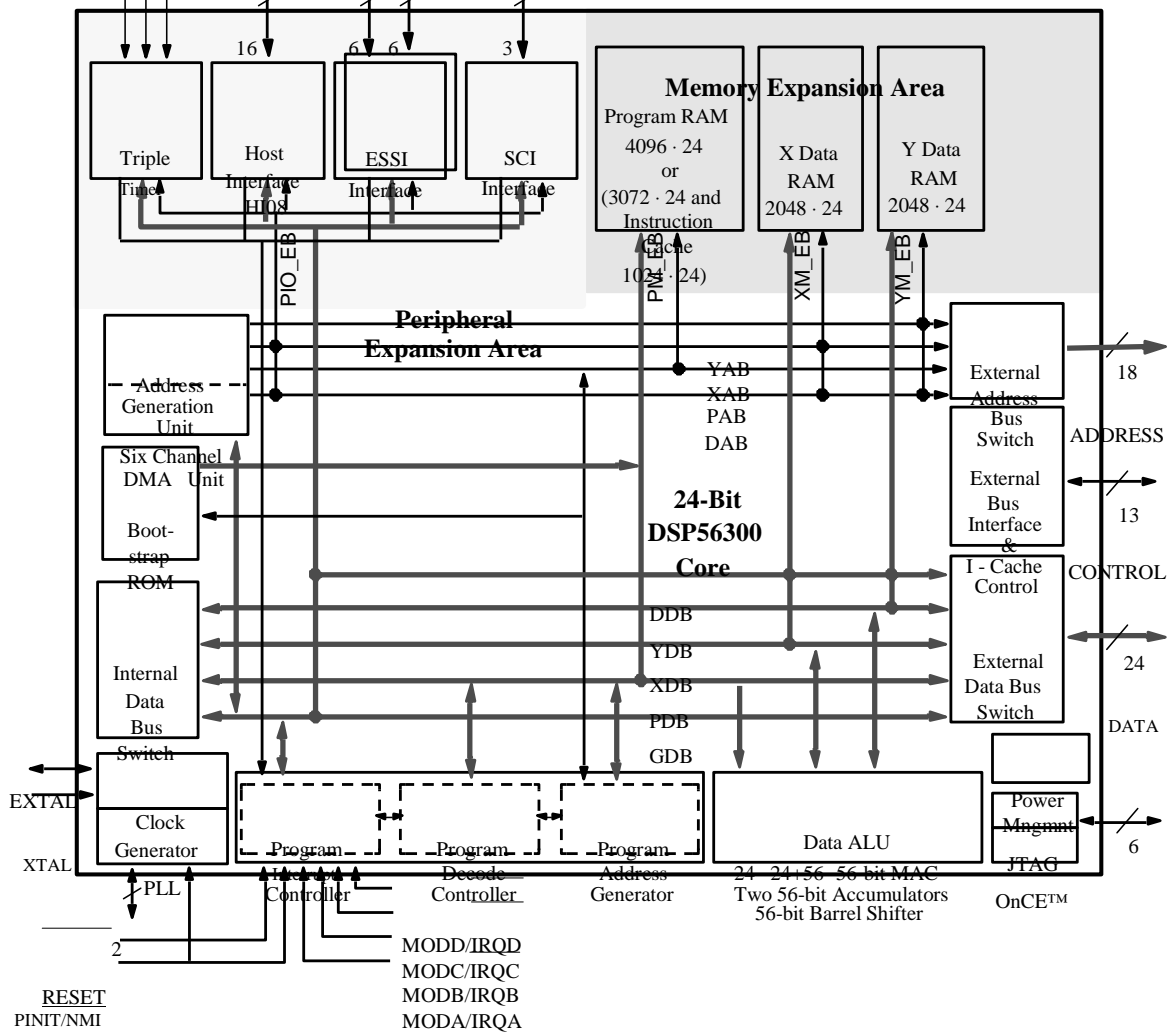 16
6
6
3
Memory Expansion Area
Triple
Timer
Host
Interface
HI08
ESSI
Interface
SCI
Interface
Program RAM
4096 · 24
or
(3072 · 24 and
Instruction
Cache
1024 · 24)
X Data
RAM
2048 · 24
Y Data
RAM
2048 · 24
PIO_EB
PM_EB
XM_EB
YM_EB
Peripheral
Expansion Area
Address
Generation
Unit
Six Channel
DMA Unit
YAB
XAB
PAB
DAB
External
Address
Bus
Switch
18
ADDRESS
External
Bus
Interface
&
I - Cache
Control
13
CONTROL
24-Bit
DSP56300
Core
Boot-
strap
ROM
DDB
YDB
XDB
PDB
GDB
Internal
Data
Bus
Switch
External
Data Bus
Switch
24
DATA
EXTAL
XTAL
Clock
Generator
PLL
Program
Interrupt
Controller
Program
Decode
Controller
Program
Address
Generator
Data ALU
24 24+56 56-bit MAC
Two 56-bit Accumulators
56-bit Barrel Shifter
Power
Mngmnt
JTAG
OnCE™
6
2
RESET
PINIT/NMI
MODD/IRQD
MODC/IRQC
MODB/IRQB
MODA/IRQA